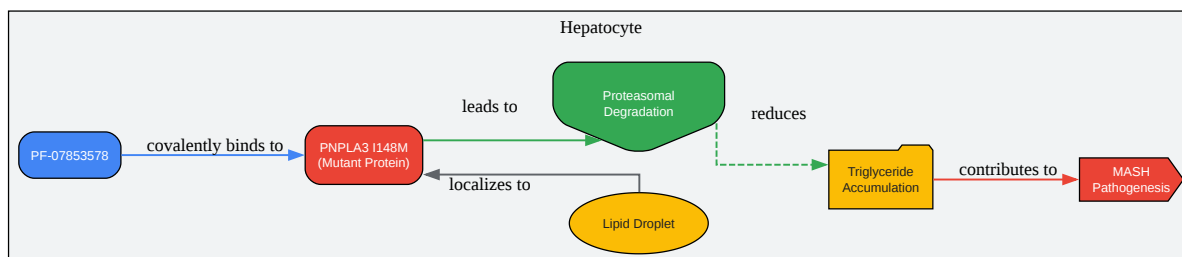 Hepatocyte
PF-07853578
covalently binds to
PNPLA3 I148M
(Mutant Protein)
leads to
Proteasomal
Degradation
reduces
localizes to
Lipid Droplet
Triglyceride
Accumulation
contributes to
MASH
Pathogenesis